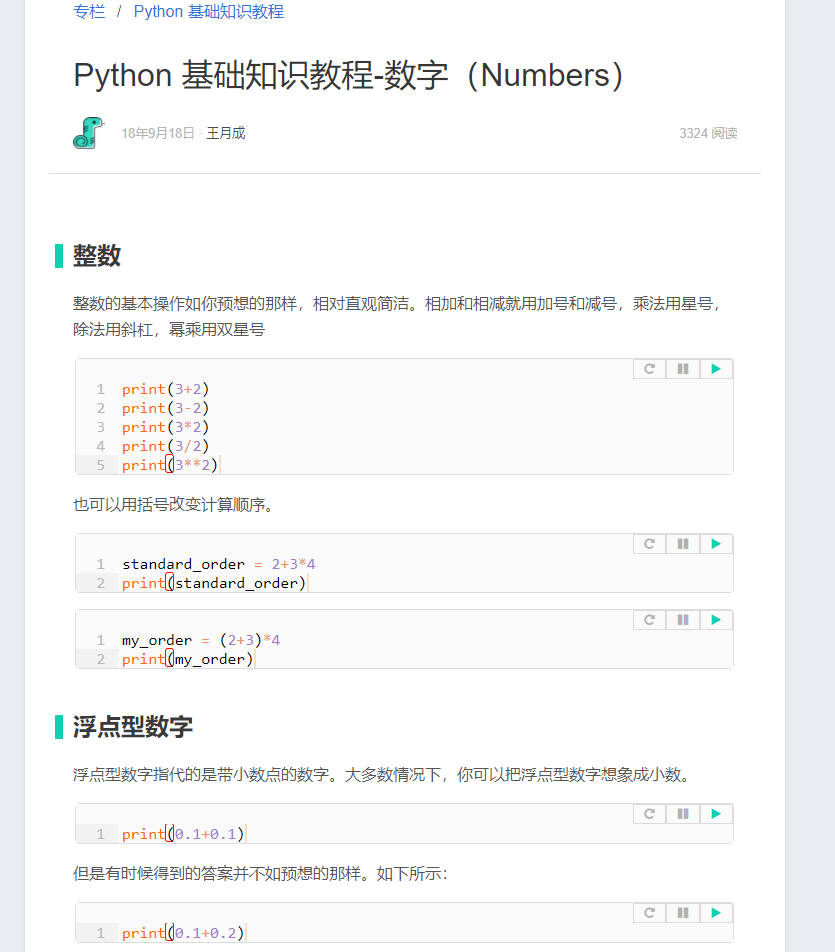 专栏 / Python 基础知识教程
Python 基础知识教程-数字（Numbers）
18年9月18日 · 王月成 3324 阅读
整数
整数的基本操作如你预想的那样，相对直观简洁。相加和相减就用加号和减号，乘法用星号，
除法用斜杠，幂乘用双星号
1 print(3+2)
2 print(3-2)
3 print(3*2)
4 print(3/2)
5 print(3**2)
也可以用括号改变计算顺序。
1 standard_order = 2+3*4
2 print(standard_order)
1 my_order = (2+3)*4
2 print(my_order)
浮点型数字
浮点型数字指代的是带小数点的数字。大多数情况下，你可以把浮点型数字想象成小数。
1 print(0.1+0.1)
但是有时候得到的答案并不如预想的那样。如下所示：
1 print(0.1+0.2)